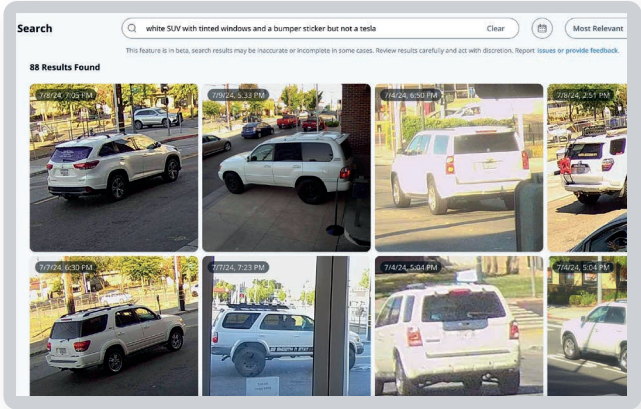 Search
white SUV with tinted windows and a bumper sticker but not a tesla
Clear
Most Relevant
This feature is in beta, search results may be inaccurate or incomplete in some cases. Review results carefully and act with discretion. Report issues or provide feedback.
88 Results Found
7/8/24, 7:05 PM
7/9/24, 5:33 PM
7/4/24, 6:50 PM
7/8/24, 2:51 PM
7/7/24, 6:30 PM
7/7/24, 7:23 PM
7/4/24, 5:04 PM
7/4/24, 5:04 PM